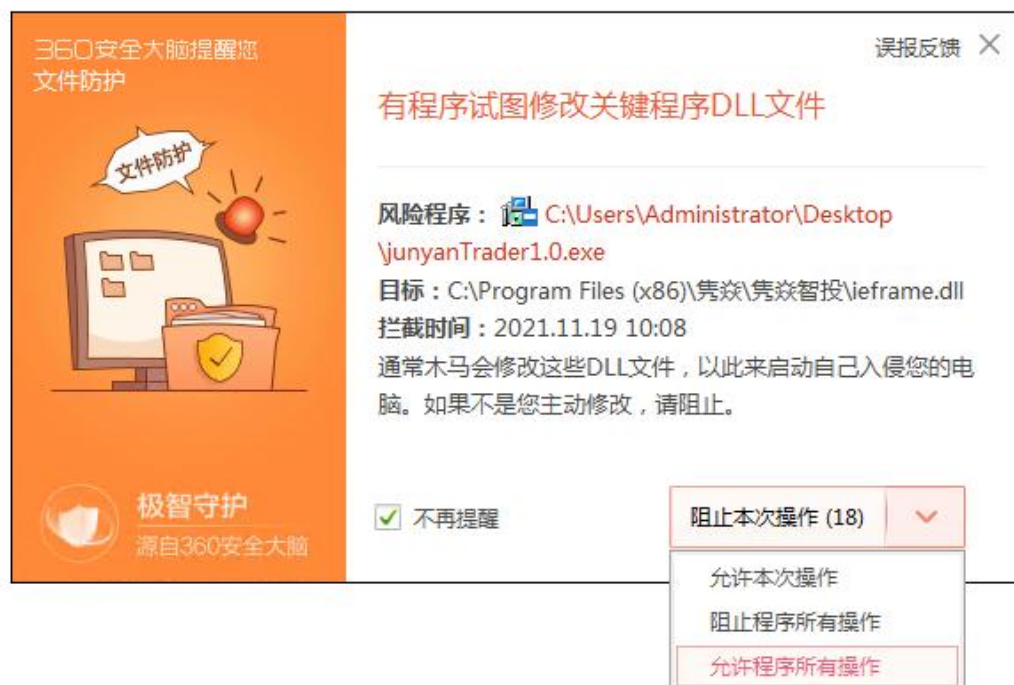 360安全大脑提醒您
文件防护
误报反馈
有程序试图修改关键程序DLL文件
文件防护
风险程序： C:\Users\Administrator\Desktop
\junyanTrader1.0.exe
目标：C:\Program Files (x86)\隽焱\隽焱智投\ieframe.dll
拦截时间：2021.11.19 10:08
通常木马会修改这些DLL文件，以此来启动自己入侵您的电
脑。如果不是您主动修改，请阻止。
极智守护
源自360安全大脑
不再提醒
阻止本次操作 (18)
允许本次操作
阻止程序所有操作
允许程序所有操作